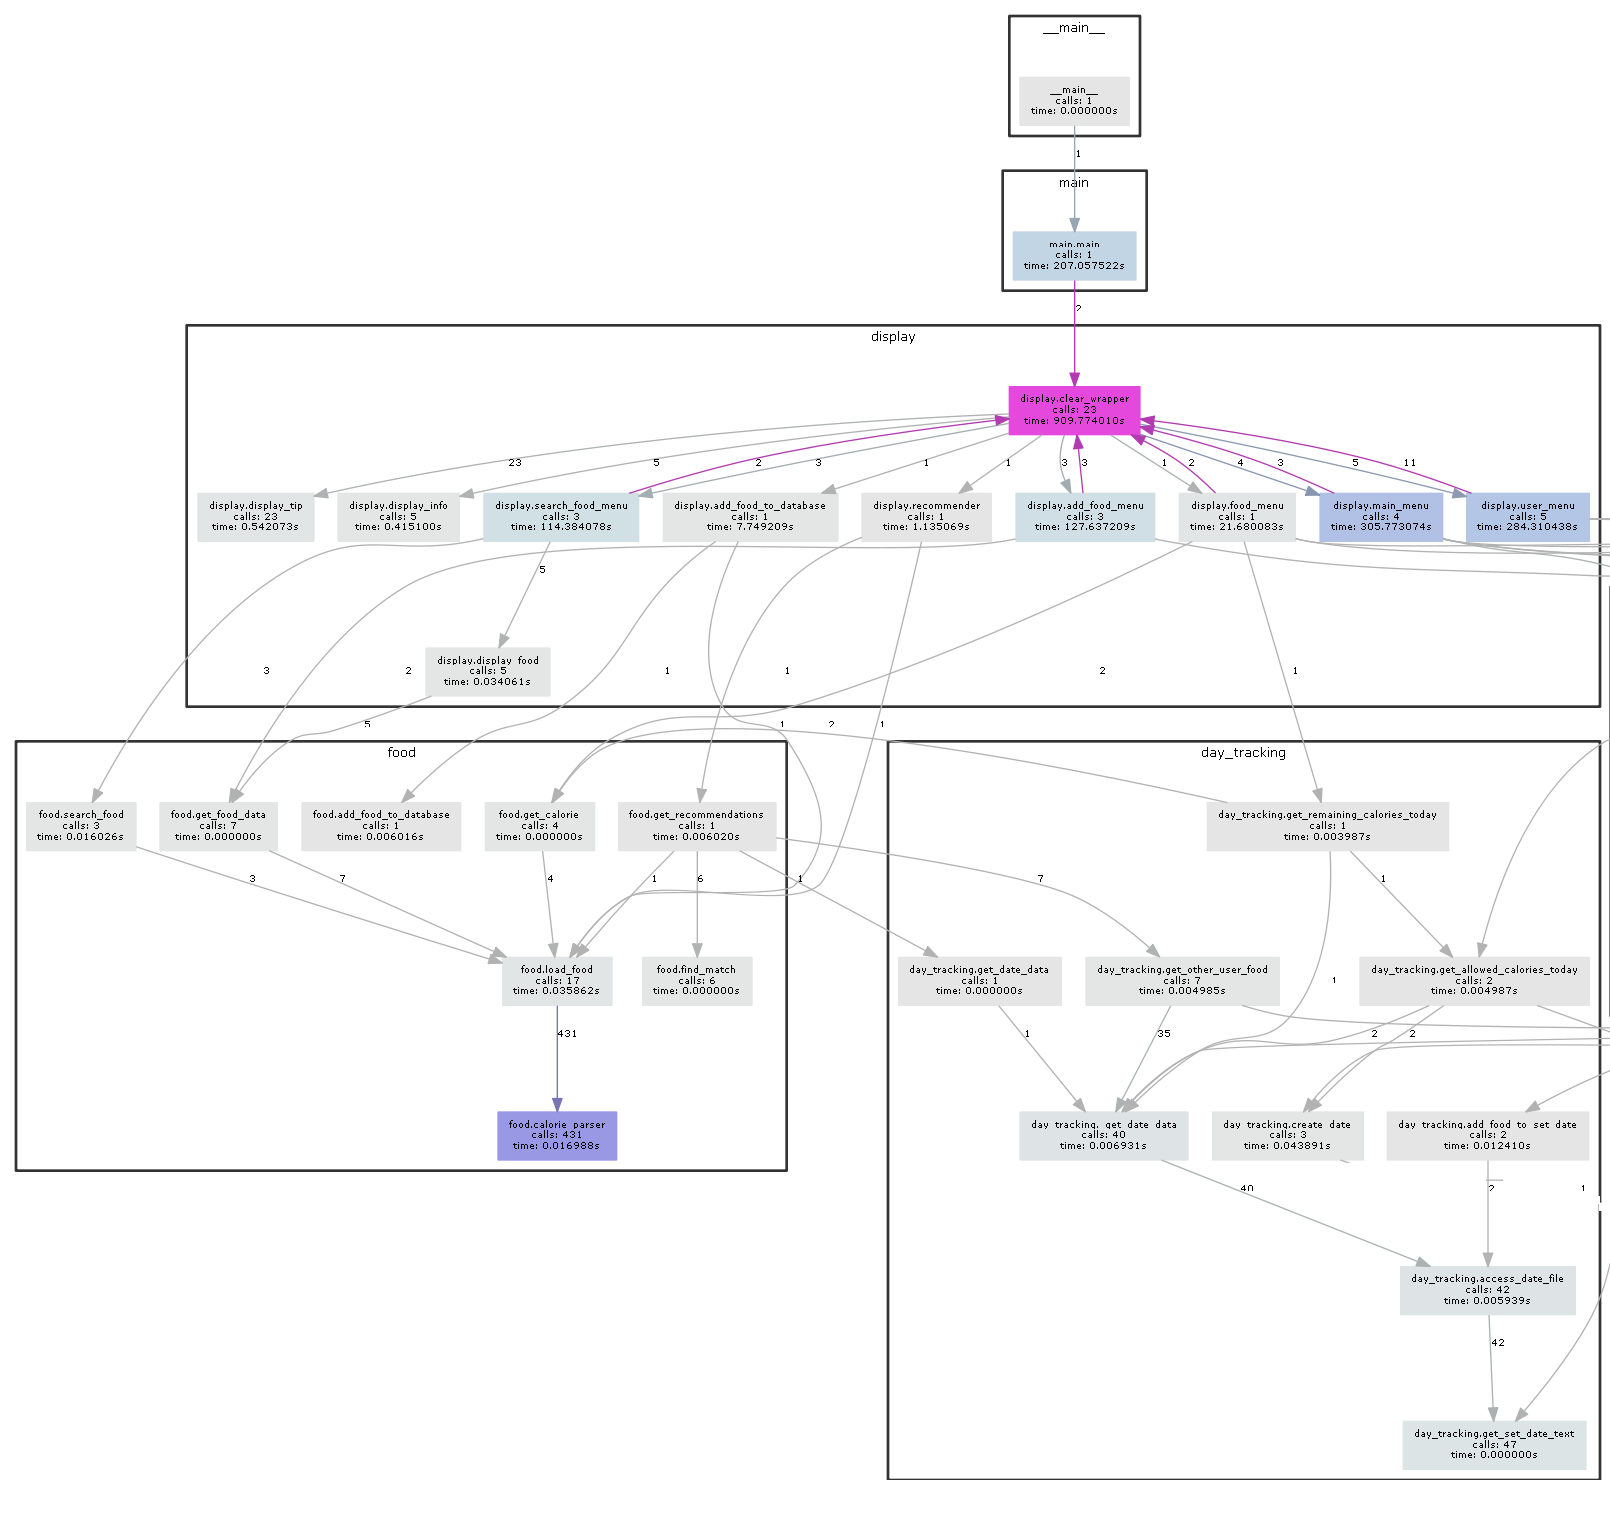 __main__
__main__
calls: 1
time: 0.000000s
1
main
main.main
calls: 1
time: 207.057522s
2
display
display.clear_wrapper
calls: 23
time: 909.774010s
23
5
2
3
1
1
3
3
1
2
4
3
5
11
display.display_tip
calls: 23
time: 0.542073s
display.display_info
calls: 5
time: 0.415100s
display.search_food_menu
calls: 3
time: 114.384078s
display.add_food_to_database
calls: 1
time: 7.749209s
display.recommender
calls: 1
time: 1.135069s
display.add_food_menu
calls: 3
time: 127.637209s
display.food_menu
calls: 1
time: 21.680083s
display.main_menu
calls: 4
time: 305.773074s
display.user_menu
calls: 5
time: 284.310438s
5
display.display_food
calls: 5
time: 0.034061s
3
2
1
1
2
1
5
1
2
1
food
day_tracking
food.search_food
calls: 3
time: 0.016026s
food.get_food_data
calls: 7
time: 0.000000s
food.add_food_to_database
calls: 1
time: 0.006016s
food.get_calorie
calls: 4
time: 0.000000s
food.get_recommendations
calls: 1
time: 0.006020s
day_tracking.get_remaining_calories_today
calls: 1
time: 0.003987s
3
7
4
1
6
1
7
1
food.load_food
calls: 17
time: 0.035862s
food.find_match
calls: 6
time: 0.000000s
day_tracking.get_date_data
calls: 1
time: 0.000000s
day_tracking.get_other_user_food
calls: 7
time: 0.004985s
1
day_tracking.get_allowed_calories_today
calls: 2
time: 0.004987s
431
1
35
2
2
food.calorie_parser
calls: 431
time: 0.016988s
day_tracking._get_date_data
calls: 40
time: 0.006931s
day_tracking.create_date
calls: 3
time: 0.043891s
day_tracking.add_food_to_set_date
calls: 2
time: 0.012410s
40
2
1
day_tracking.access_date_file
calls: 42
time: 0.005939s
42
day_tracking.get_set_date_text
calls: 47
time: 0.000000s